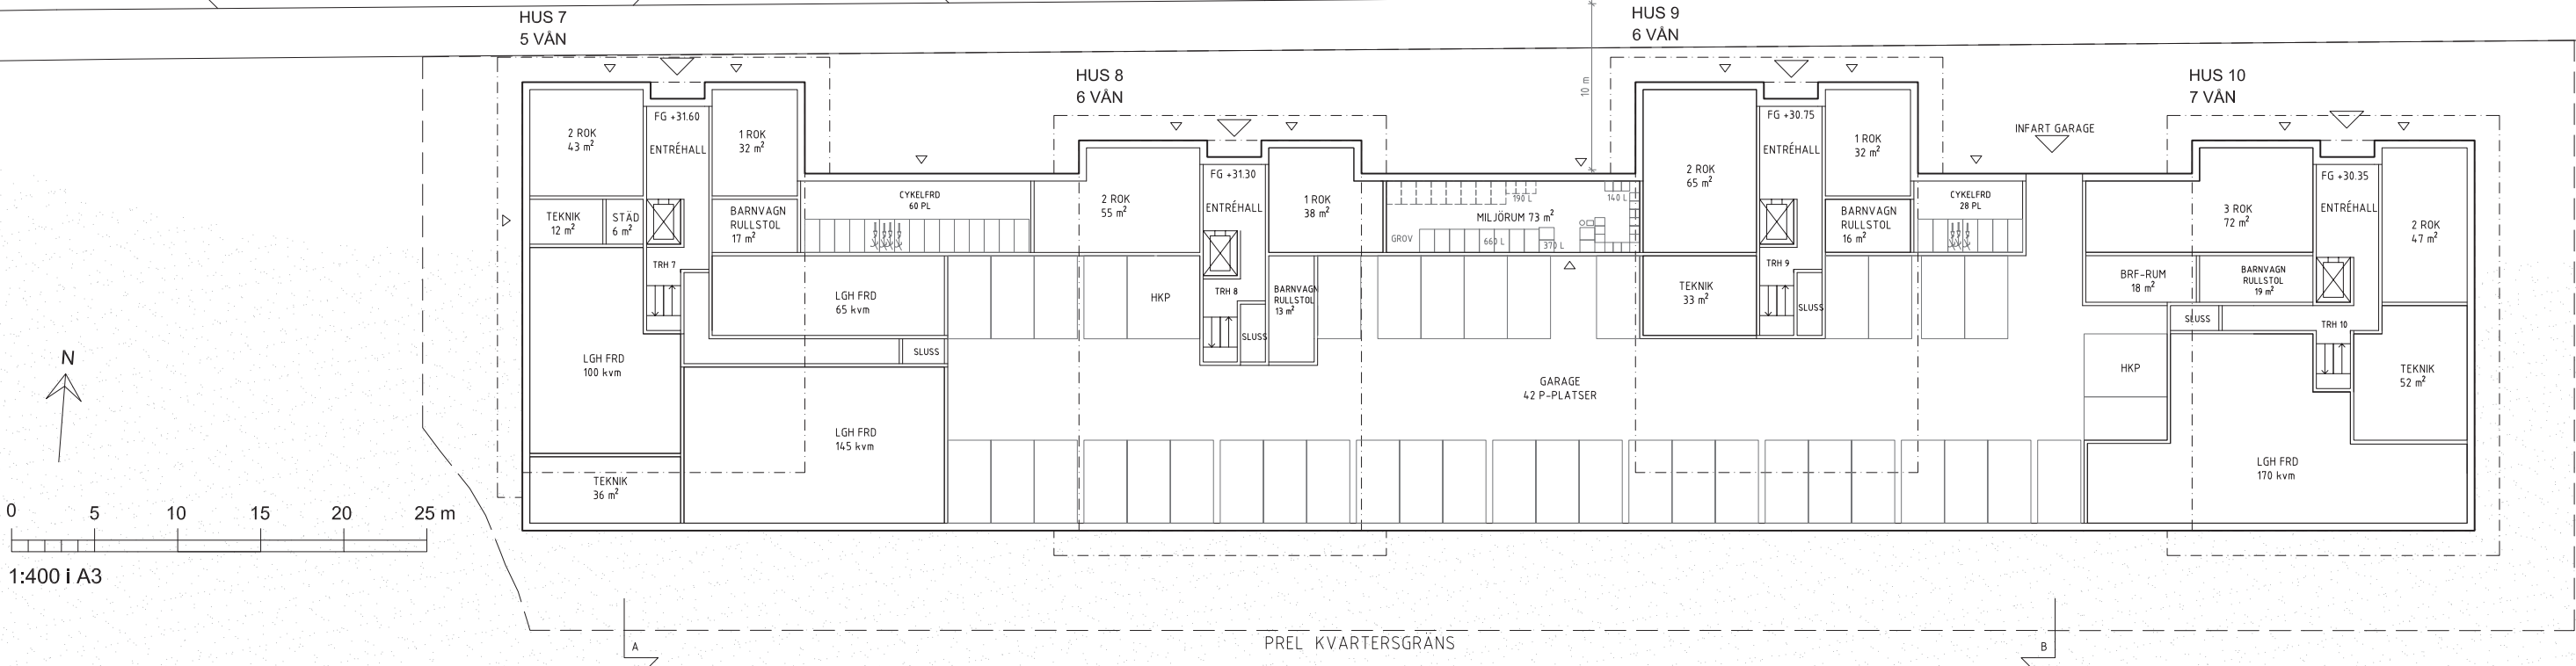 HUS 7
5 VÅN
HUS 8
6 VÅN
HUS 9
6 VÅN
HUS 10
7 VÅN
10 m
2 ROK
43 m²
FG +31.60
ENTRÉHALL
1 ROK
32 m²
TEKNIK
12 m²
STÄD
6 m²
BARNVAGN
RULLSTOL
17 m²
CYKELFRD
60 PL
TRH 7
LGH FRD
65 kvm
SLUSS
LGH FRD
100 kvm
LGH FRD
145 kvm
TEKNIK
36 m²
2 ROK
55 m²
FG +31.30
ENTRÉHALL
1 ROK
38 m²
HKP
TRH 8
SLUSS
BARNVAGN
RULLSTOL
13 m²
190 L
140 L
MILJÖRUM 73 m²
GROV
660 L
370 L
GARAGE
42 P-PLATSER
2 ROK
65 m²
FG +30.75
ENTRÉHALL
1 ROK
32 m²
BARNVAGN
RULLSTOL
16 m²
CYKELFRD
28 PL
TEKNIK
33 m²
TRH 9
SLUSS
INFART GARAGE
3 ROK
72 m²
FG +30.35
ENTRÉHALL
2 ROK
47 m²
BRF-RUM
18 m²
BARNVAGN
RULLSTOL
19 m²
SLUSS
TRH 10
HKP
TEKNIK
52 m²
LGH FRD
170 kvm
N
0 5 10 15 20 25 m
1:400 i A3
A
PREL KVARTERSGRÄNS
B